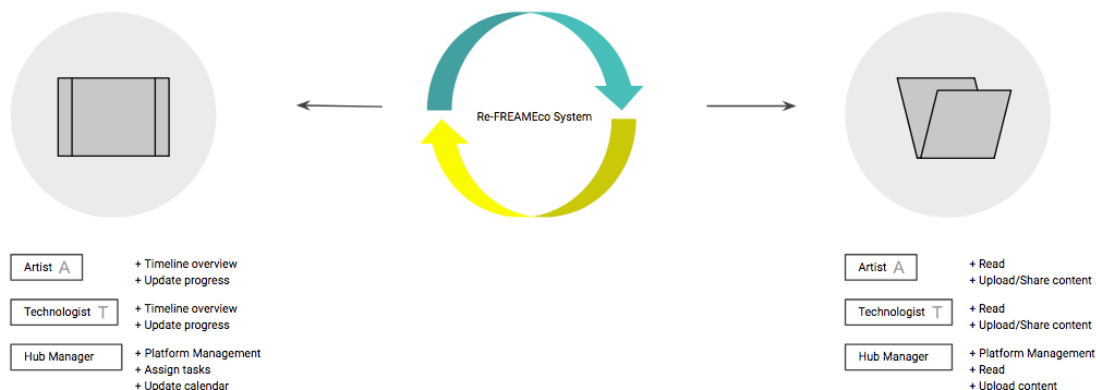 Re-FREAMEco System
Artist A
+ Timeline overview
+ Update progress
Technologist T
+ Timeline overview
+ Update progress
Hub Manager
+ Platform Management
+ Assign tasks
+ Update calendar
Artist A
+ Read
+ Upload/Share content
Technologist T
+ Read
+ Upload/Share content
Hub Manager
+ Platform Management
+ Read
+ Upload content